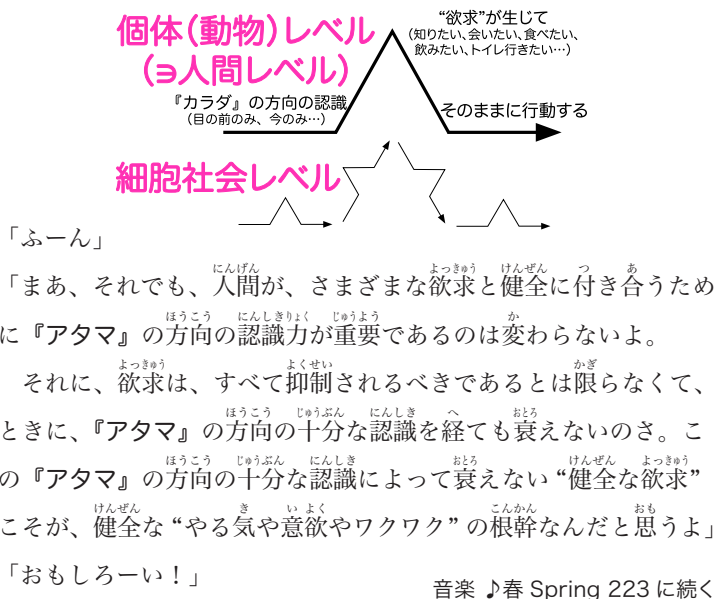 個体（動物）レベル
（∍人間レベル）
“欲求”が生じて
（知りたい、会いたい、食べたい、
飲みたい、トイレ行きたい…）
『カラダ』の方向の認識
（目の前のみ、今のみ…）
そのままに行動する
細胞社会レベル
「ふーん」
「まあ、それでも、人間が、さまざまな欲求と健全に付き合うため
に『アタマ』の方向の認識力が重要であるのは変わらないよ。
それに、欲求は、すべて抑制されるべきであるとは限らなくて、
ときに、『アタマ』の方向の十分な認識を経ても衰えないのさ。こ
の『アタマ』の方向の十分な認識によって衰えない“健全な欲求”
こそが、健全な“やる気や意欲やワクワク”の根幹なんだと思うよ」
「おもしろーい！」
音楽 ♪春 Spring 223 に続く